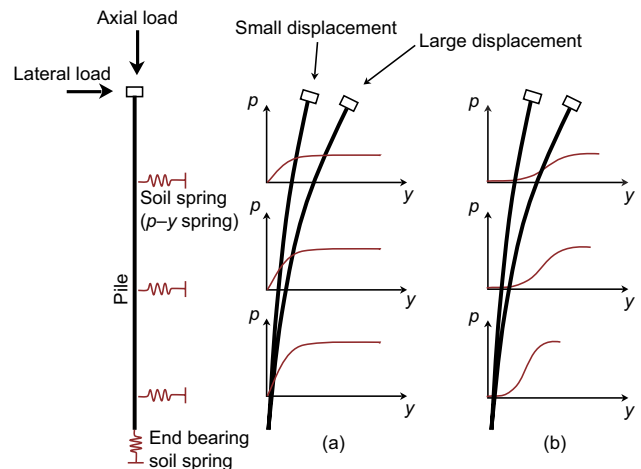 Axial load
Lateral load
Soil spring
(p–y spring)
Pile
End bearing
soil spring
Small displacement
Large displacement
p
y
p
y
p
y
(a)
p
y
p
y
p
y
(b)